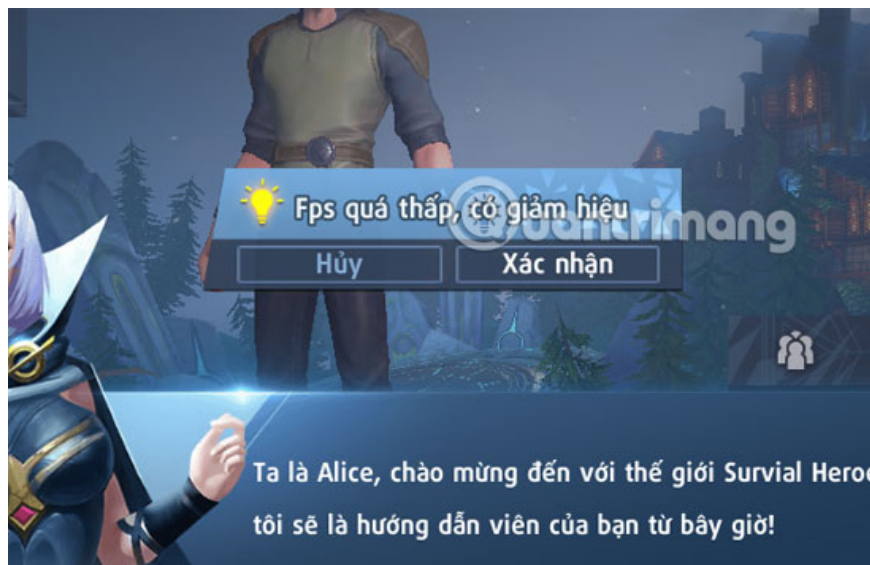 Fps quá thấp, có giảm hiệu
Quantrimang
Hủy
Xác nhận
Ta là Alice, chào mừng đến với thế giới Survial Heroe
tôi sẽ là hướng dẫn viên của bạn từ bây giờ!